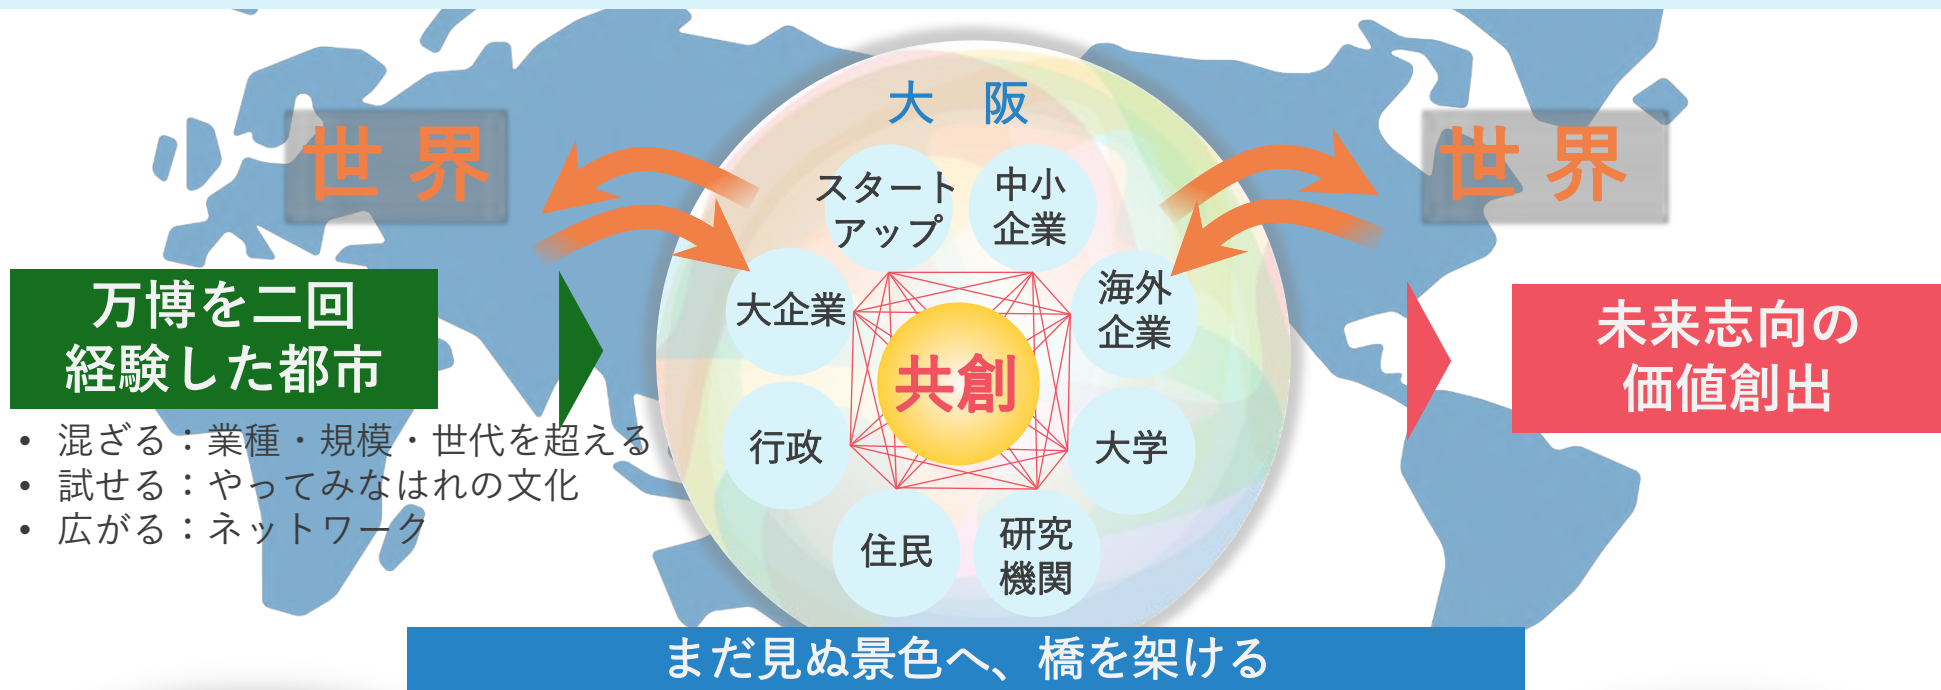 大 阪
世 界
世 界
スタート
アップ
中小
企業
大企業
海外
企業
共創
行政
大学
住民
研究
機関
万博を二回
経験した都市
• 混ざる：業種・規模・世代を超える
• 試せる：やってみなはれの文化
• 広がる：ネットワーク
未来志向の
価値創出
まだ見ぬ景色へ、橋を架ける